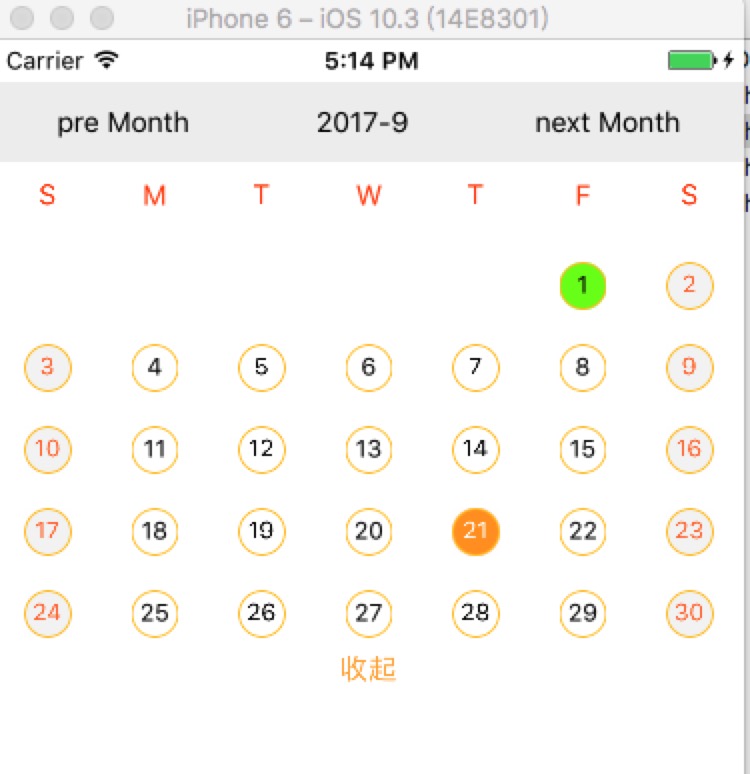 iPhone 6 – iOS 10.3 (14E8301)
Carrier 5:14 PM
pre Month 2017-9 next Month
S M T W T F S
1 2
3 4 5 6 7 8 9
10 11 12 13 14 15 16
17 18 19 20 21 22 23
24 25 26 27 28 29 30
收起